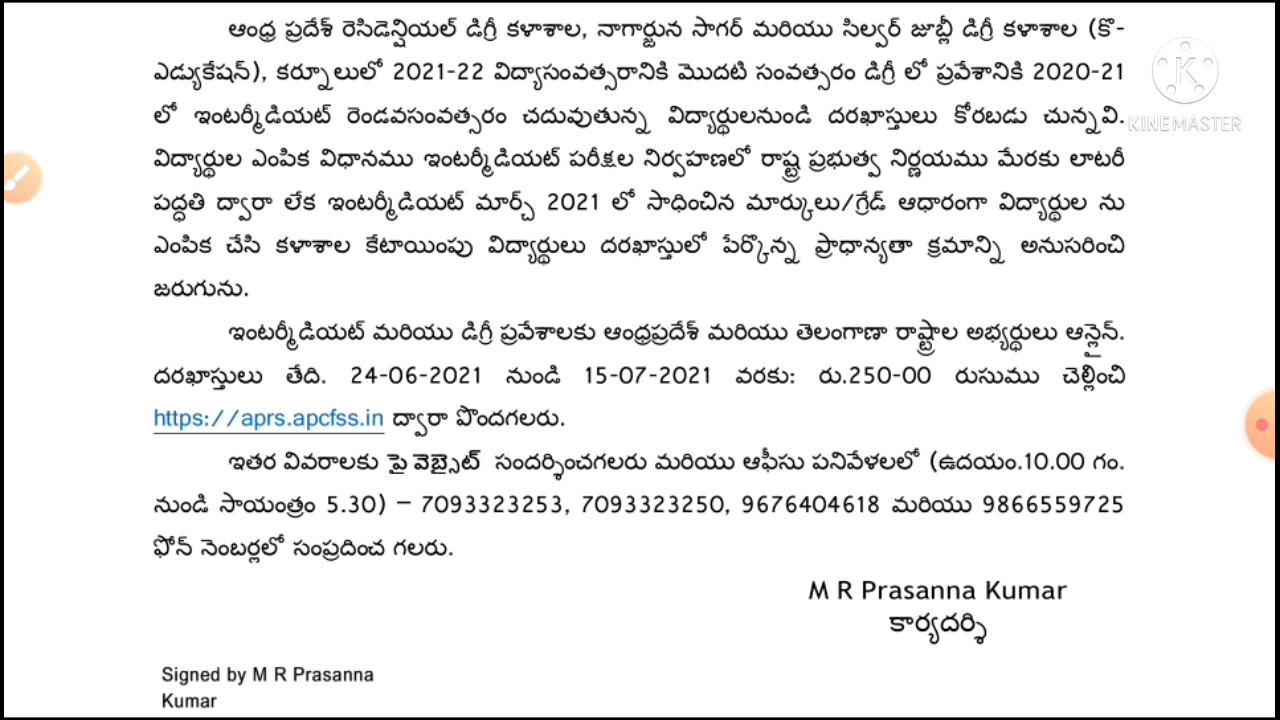 ఆంధ్ర ప్రదేశ్ రెసిడెన్షియల్ డిగ్రీ కళాశాల, నాగార్జున సాగర్ మరియు సిల్వర్ జూబ్లీ డిగ్రీ కళాశాల (కొ-
ఎడ్యుకేషన్), కర్నూలులో 2021-22 విద్యాసంవత్సరానికి మొదటి సంవత్సరం డిగ్రీ లో ప్రవేశానికి 2020-21
లో ఇంటర్మీడియట్ రెండవసంవత్సరం చదువుతున్న విద్యార్థులనుండి దరఖాస్తులు కోరబడు చున్నవి.
విద్యార్థుల ఎంపిక విధానము ఇంటర్మీడియట్ పరీక్షల నిర్వహణలో రాష్ట్ర ప్రభుత్వ నిర్ణయము మేరకు లాటరీ
పద్ధతి ద్వారా లేక ఇంటర్మీడియట్ మార్చ్ 2021 లో సాధించిన మార్కులు/గ్రేడ్ ఆధారంగా విద్యార్థుల ను
ఎంపిక చేసి కళాశాల కేటాయింపు విద్యార్థులు దరఖాస్తులో పేర్కొన్న ప్రాధాన్యతా క్రమాన్ని అనుసరించి
జరుగును.
ఇంటర్మీడియట్ మరియు డిగ్రీ ప్రవేశాలకు ఆంధ్రప్రదేశ్ మరియు తెలంగాణా రాష్ట్రాల అభ్యర్థులు ఆన్లైన్.
దరఖాస్తులు తేది. 24-06-2021 నుండి 15-07-2021 వరకు: రు.250-00 రుసుము చెల్లించి
https://aprs.apcfss.in ద్వారా పొందగలరు.
ఇతర వివరాలకు పై వెబ్సైట్ సందర్శించగలరు మరియు ఆఫీసు పనివేళలలో (ఉదయం.10.00 గం.
నుండి సాయంత్రం 5.30) – 7093323253, 7093323250, 9676404618 మరియు 9866559725
ఫోన్ నెంబర్లలో సంప్రదించ గలరు.
M R Prasanna Kumar
కార్యదర్శి
Signed by M R Prasanna
Kumar
K
KINEMASTER